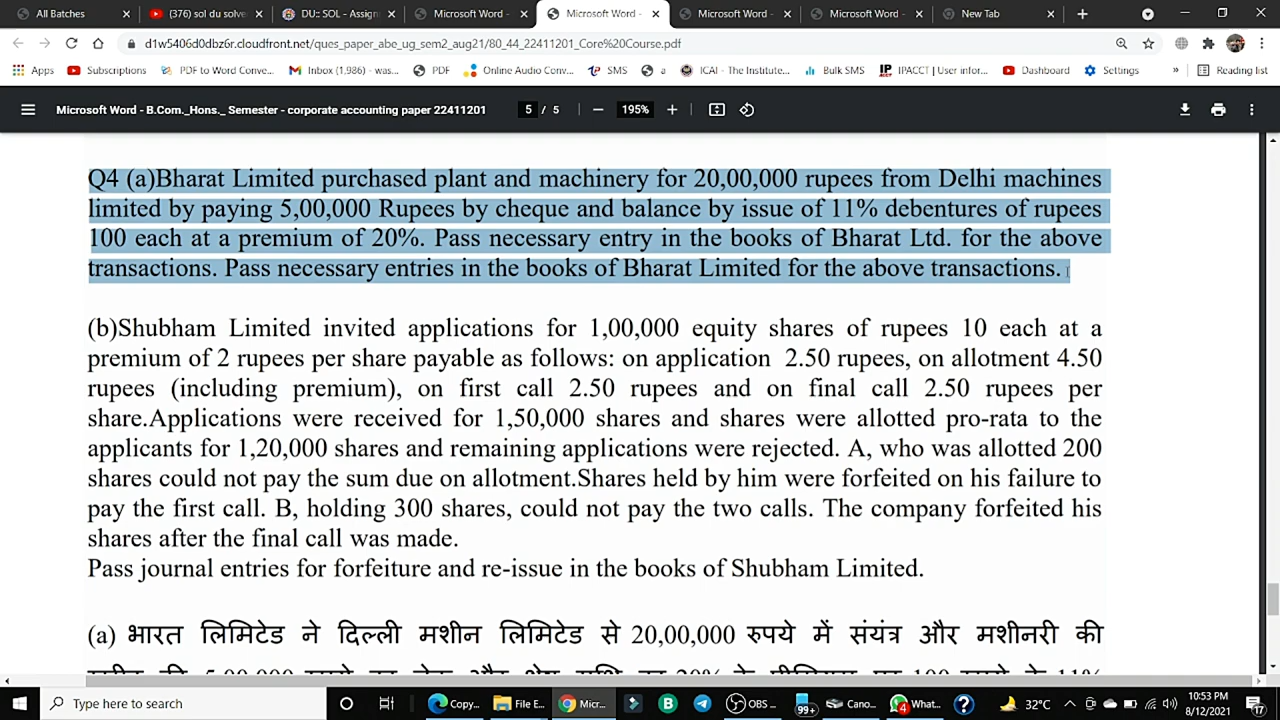 All Batches
(376) sol du solve
DU:: SOL - Assign
Microsoft Word -
Microsoft Word -
Microsoft Word -
Microsoft Word -
New Tab
d1w5406d0dbz6r.cloudfront.net/ques_paper_abe_ug_sem2_aug21/80_44_22411201_Core%20Course.pdf
Apps
Subscriptions
PDF to Word Conve...
Inbox (1,986) - was...
PDF
Online Audio Conv...
SMS
a
ICAI - The Institute...
Bulk SMS
IPACCT | User infor...
Dashboard
Settings
»
Reading list
Microsoft Word - B.Com._Hons._ Semester - corporate accounting paper 22411201
5 / 5
195%
Q4 (a)Bharat Limited purchased plant and machinery for 20,00,000 rupees from Delhi machines
limited by paying 5,00,000 Rupees by cheque and balance by issue of 11% debentures of rupees
100 each at a premium of 20%. Pass necessary entry in the books of Bharat Ltd. for the above
transactions. Pass necessary entries in the books of Bharat Limited for the above transactions.
(b)Shubham Limited invited applications for 1,00,000 equity shares of rupees 10 each at a
premium of 2 rupees per share payable as follows: on application 2.50 rupees, on allotment 4.50
rupees (including premium), on first call 2.50 rupees and on final call 2.50 rupees per
share.Applications were received for 1,50,000 shares and shares were allotted pro-rata to the
applicants for 1,20,000 shares and remaining applications were rejected. A, who was allotted 200
shares could not pay the sum due on allotment.Shares held by him were forfeited on his failure to
pay the first call. B, holding 300 shares, could not pay the two calls. The company forfeited his
shares after the final call was made.
Pass journal entries for forfeiture and re-issue in the books of Shubham Limited.
(a) भारत लिमिटेड ने दिल्ली मशीन लिमिटेड से 20,00,000 रुपये में संयंत्र और मशीनरी की
Type here to search
Copy...
File E...
Micr...
OBS ...
99+
Cano...
4
What...
32°C
10:53 PM
8/12/2021
17